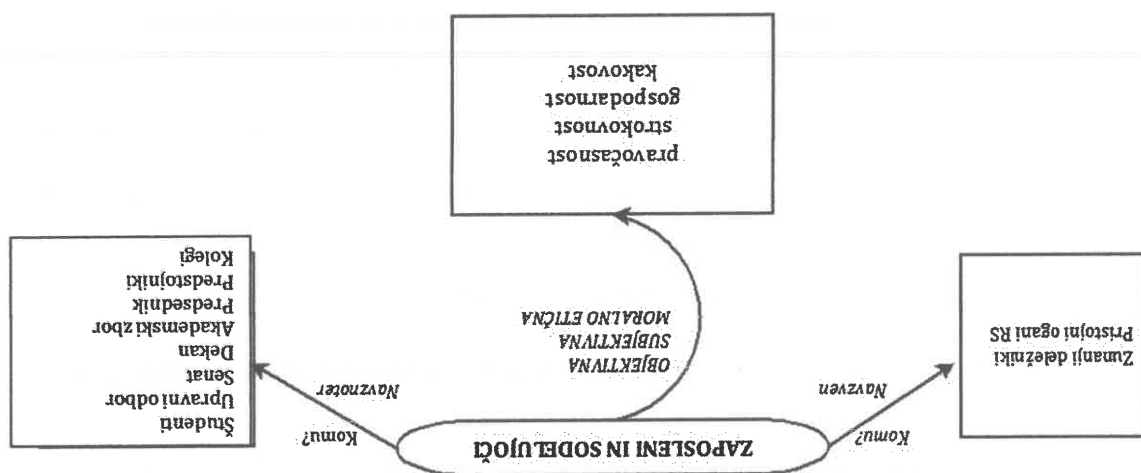 ZAPOSLENI IN SODELUJOČI
Komu?
Navzven
Zunanji deležniki
Pristojni ogani RS
OBJEKTIVNA
SUBJEKTIVNA
MORALNO ETIČNA
Komu?
Navznoter
Študenti
Upravni odbor
Senat
Dekan
Akademski zbor
Predsednik
Predstojniki
Kolegi
pravočasnost
strokovnost
gospodarnost
kakovost